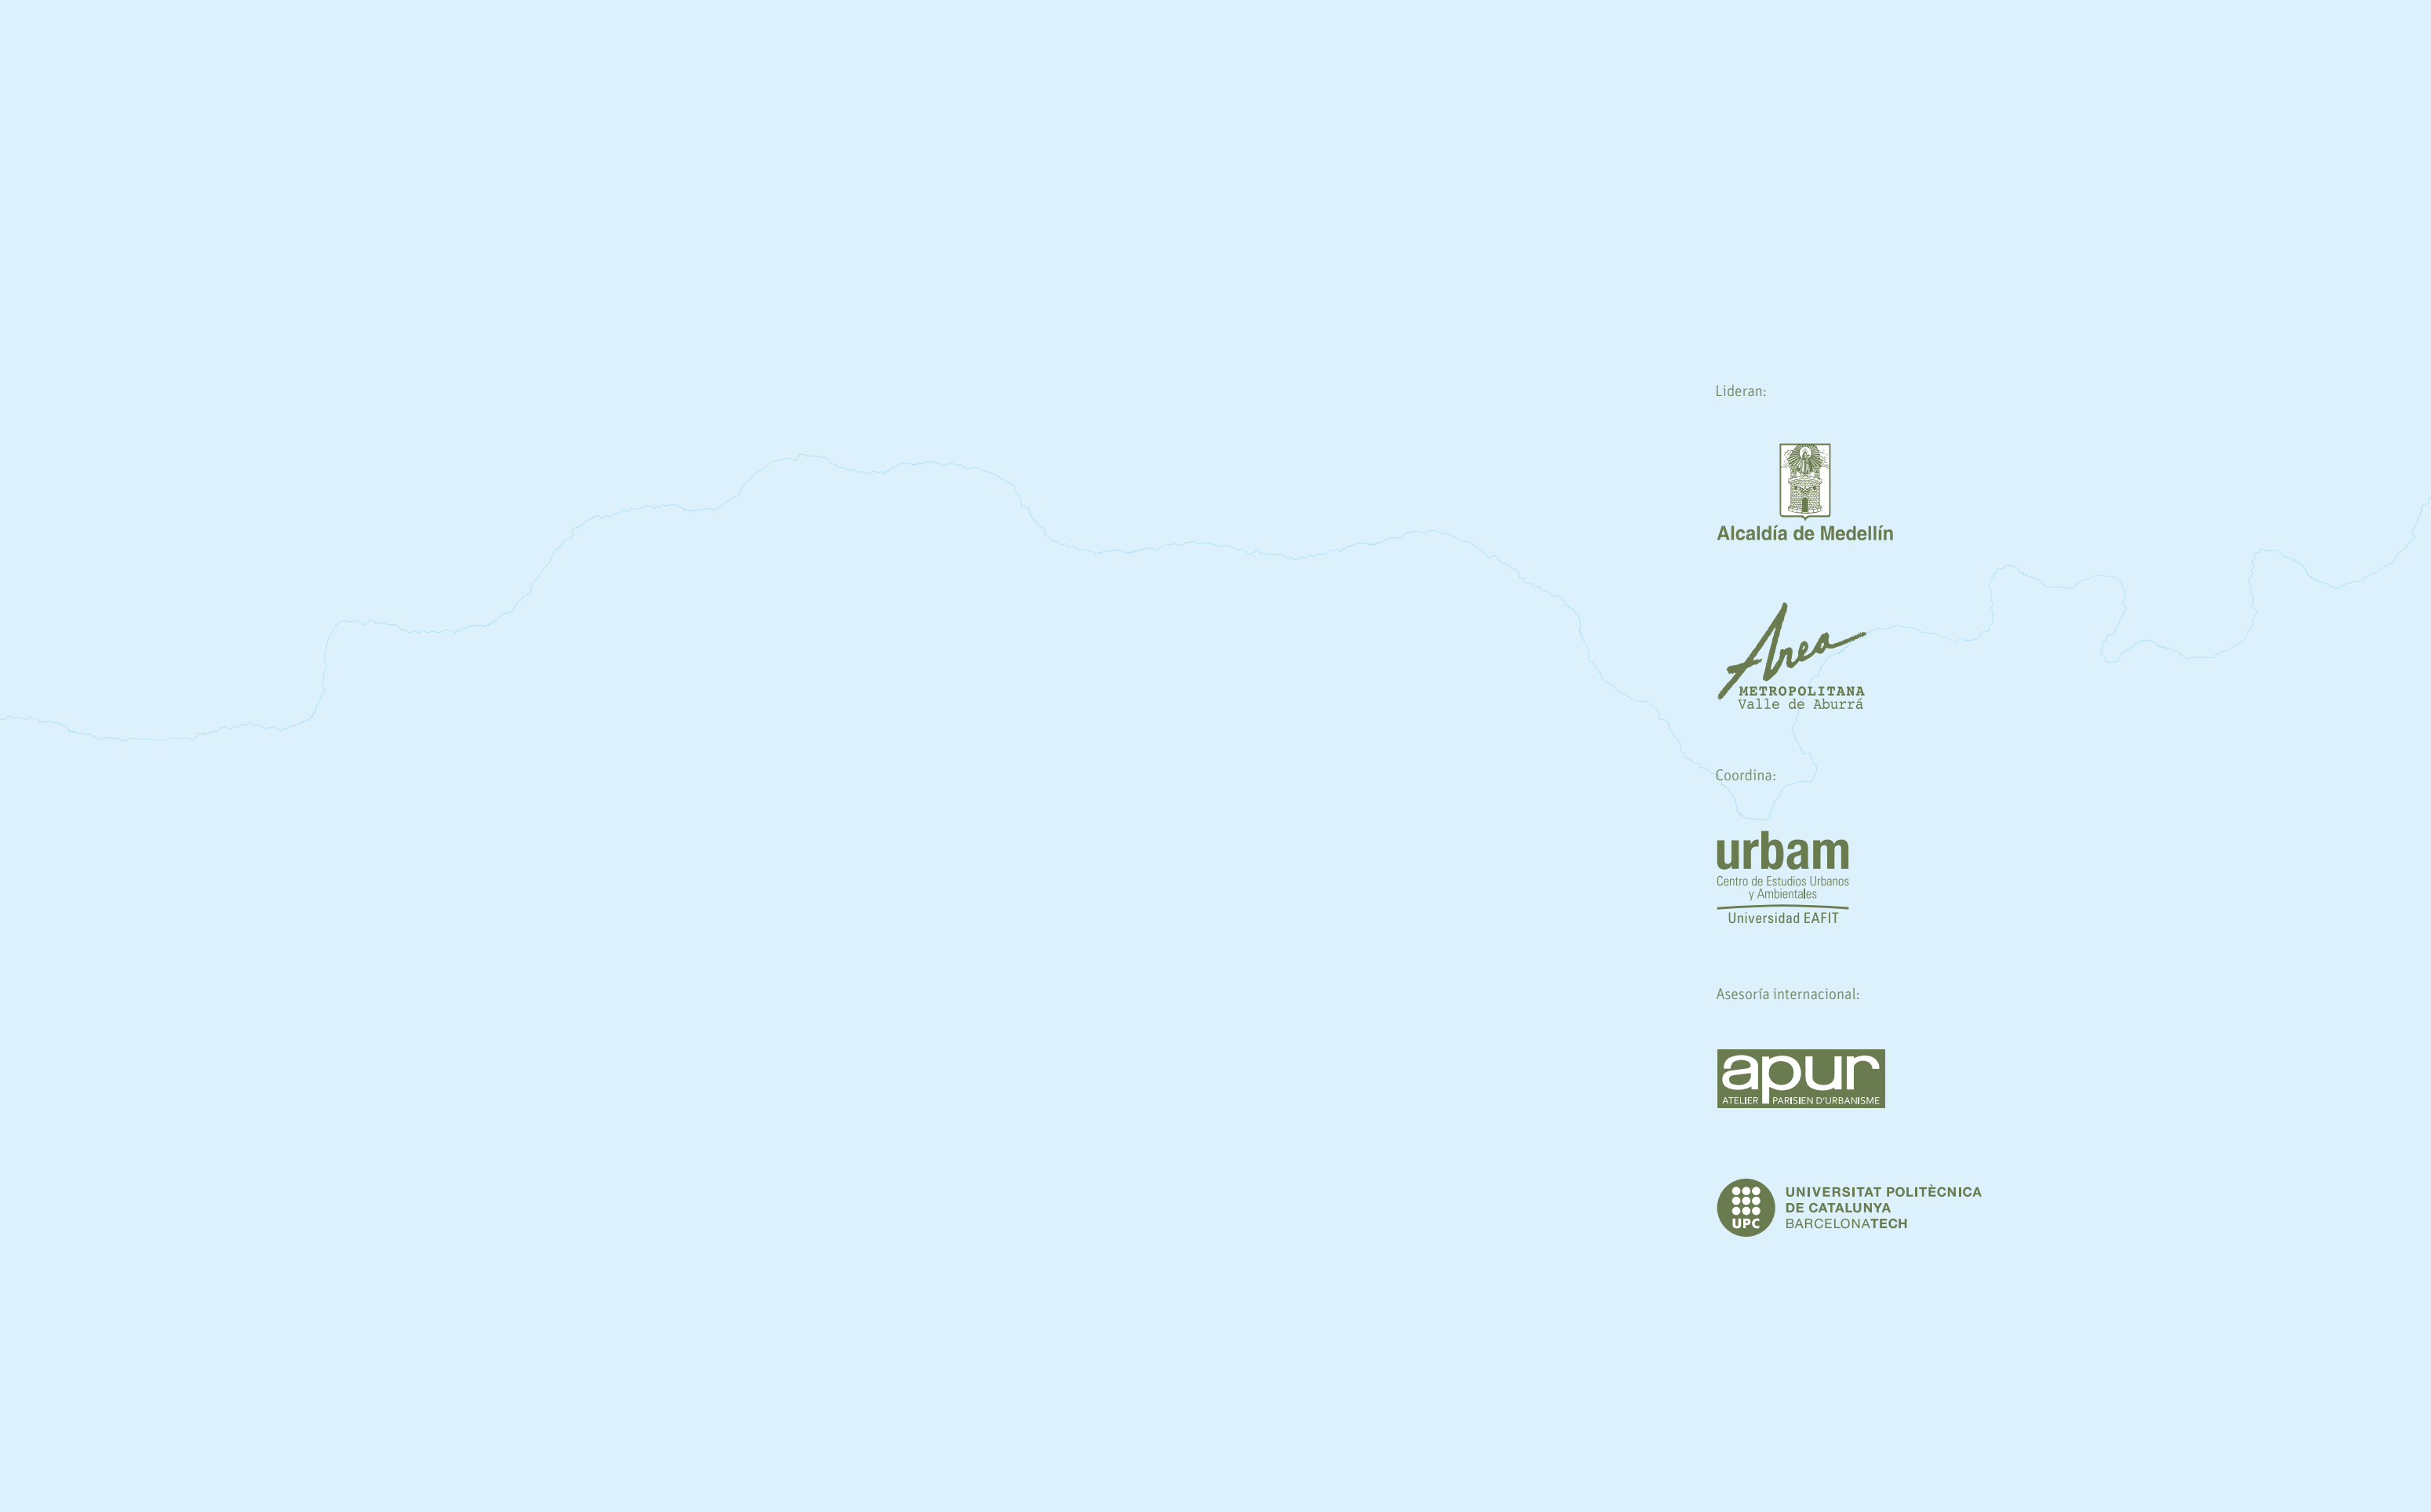 Lideran:
Alcaldía de Medellín
Area
METROPOLITANA
Valle de Aburrá
Coordina:
urbam
Centro de Estudios Urbanos
y Ambientales
Universidad EAFIT
Asesoría internacional:
apur
ATELIER PARISIEN D'URBANISME
UPC
UNIVERSITAT POLITÈCNICA
DE CATALUNYA
BARCELONATECH